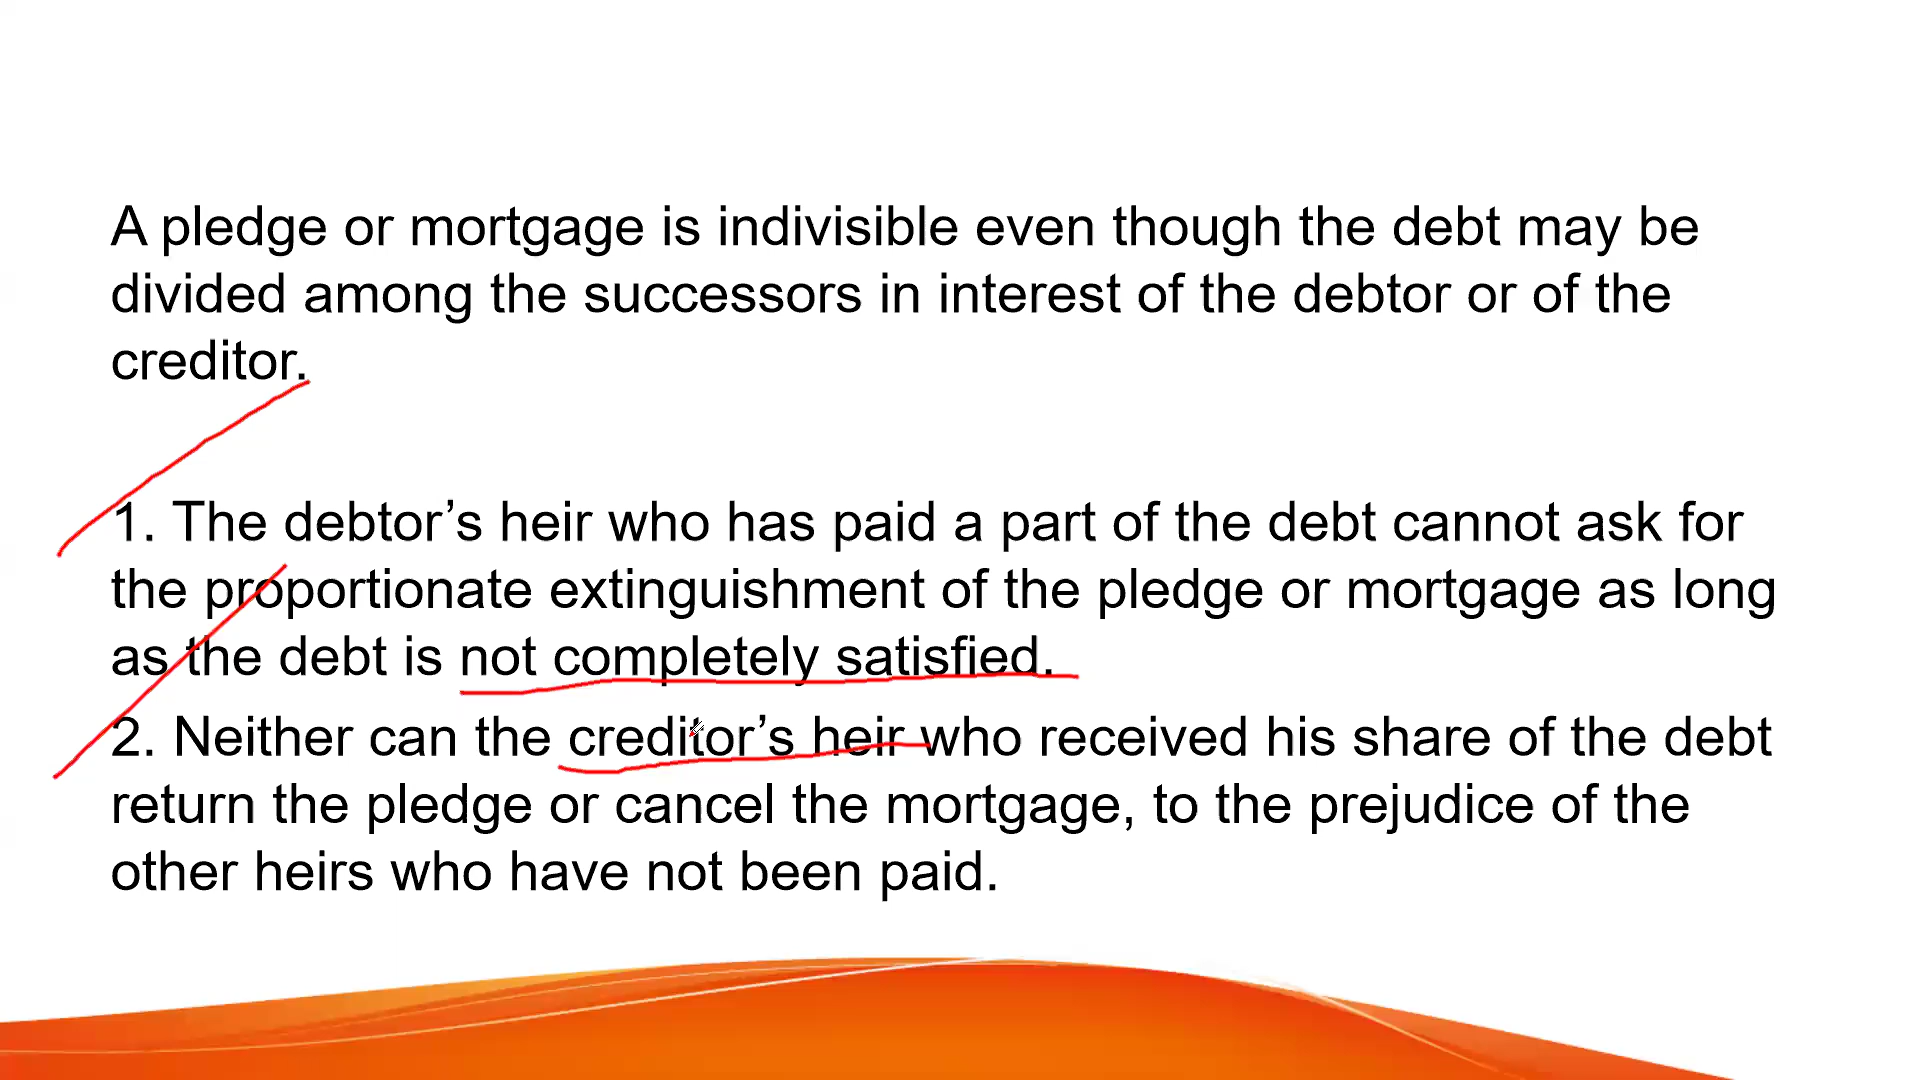 A pledge or mortgage is indivisible even though the debt may be
divided among the successors in interest of the debtor or of the
creditor.
1. The debtor’s heir who has paid a part of the debt cannot ask for
the proportionate extinguishment of the pledge or mortgage as long
as the debt is not completely satisfied.
2. Neither can the creditor’s heir who received his share of the debt
return the pledge or cancel the mortgage, to the prejudice of the
other heirs who have not been paid.